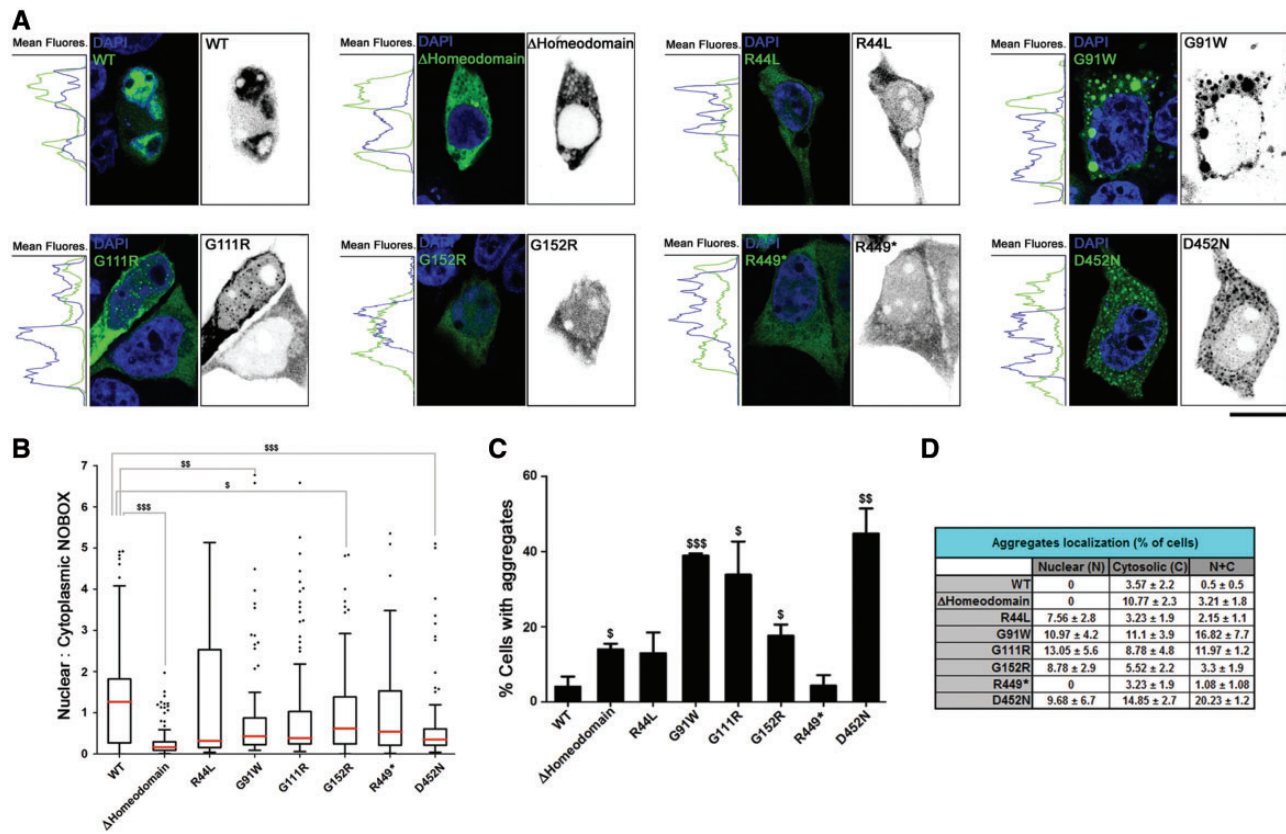 A
Mean Fluores.
DAPI
WT
WT
Mean Fluores.
DAPI
ΔHomeodomain
ΔHomeodomain
Mean Fluores.
DAPI
R44L
R44L
Mean Fluores.
DAPI
G91W
G91W
Mean Fluores.
DAPI
G111R
G111R
Mean Fluores.
DAPI
G152R
G152R
Mean Fluores.
DAPI
R449*
R449*
Mean Fluores.
DAPI
D452N
D452N
B
Nuclear : Cytoplasmic NOBOX
7
6
5
4
3
2
1
0
$$$
$$
$
$$$
WT
ΔHomeodomain
R44L
G91W
G111R
G152R
R449*
D452N
C
% Cells with aggregates
60
40
20
0
$
$$$
$
$
$$
WT
ΔHomeodomain
R44L
G91W
G111R
G152R
R449*
D452N
D
Aggregates localization (% of cells)
Nuclear (N) Cytosolic (C) N+C
WT 0 3.57 ± 2.2 0.5 ± 0.5
ΔHomeodomain 0 10.77 ± 2.3 3.21 ± 1.8
R44L 7.56 ± 2.8 3.23 ± 1.9 2.15 ± 1.1
G91W 10.97 ± 4.2 11.1 ± 3.9 16.82 ± 7.7
G111R 13.05 ± 5.6 8.78 ± 4.8 11.97 ± 1.2
G152R 8.78 ± 2.9 5.52 ± 2.2 3.3 ± 1.9
R449* 0 3.23 ± 1.9 1.08 ± 1.08
D452N 9.68 ± 6.7 14.85 ± 2.7 20.23 ± 1.2